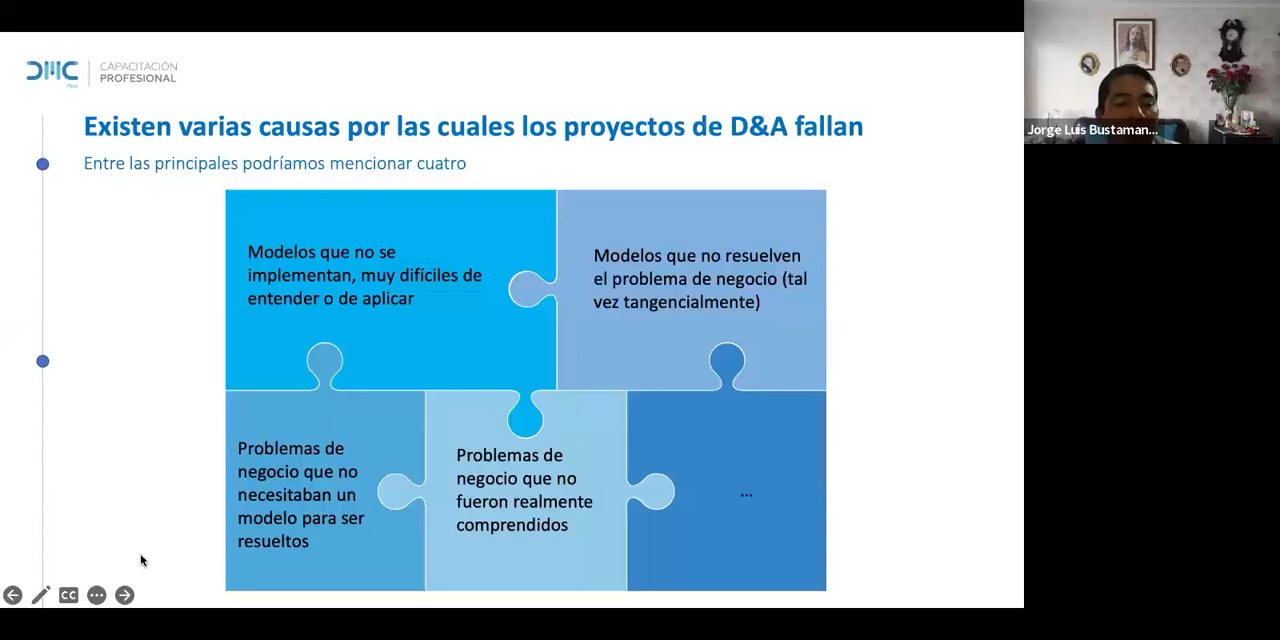 DMC
CAPACITACIÓN
PROFESIONAL
Perú
Existen varias causas por las cuales los proyectos de D&A fallan
Entre las principales podríamos mencionar cuatro
Modelos que no se
implementan, muy difíciles de
entender o de aplicar
Modelos que no resuelven
el problema de negocio (tal
vez tangencialmente)
Problemas de
negocio que no
necesitaban un
modelo para ser
resueltos
Problemas de
negocio que no
fueron realmente
comprendidos
...
CC
Jorge Luis Bustaman...